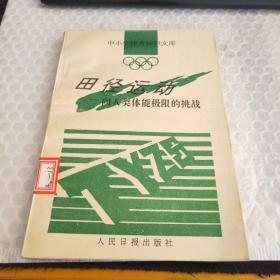 中小学体育知识文库
田径运动
——向人类体能极限的挑战
人民日报出版社